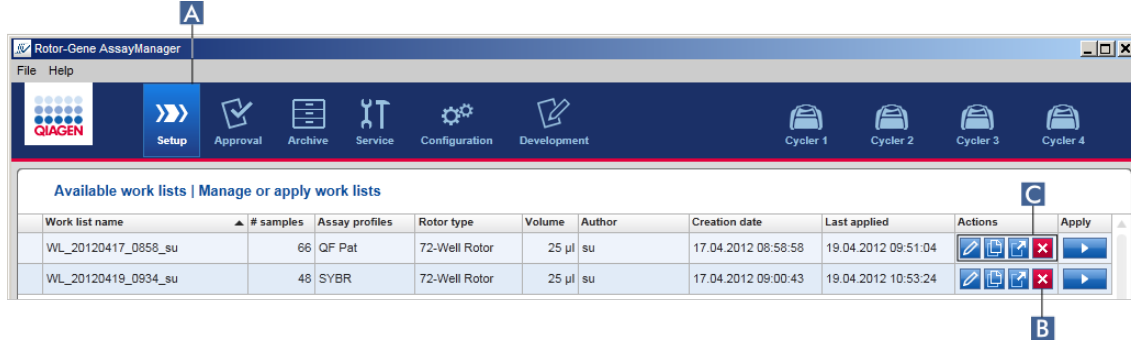 A
Rotor-Gene AssayManager
File Help
QIAGEN Setup Approval Archive Service Configuration Development Cycler 1 Cycler 2 Cycler 3 Cycler 4
Available work lists | Manage or apply work lists
C
Work list name # samples Assay profiles Rotor type Volume Author Creation date Last applied Actions Apply
WL_20120417_0858_su 66 QF Pat 72-Well Rotor 25 µl su 17.04.2012 08:58:58 19.04.2012 09:51:04
WL_20120419_0934_su 48 SYBR 72-Well Rotor 25 µl su 17.04.2012 09:00:43 19.04.2012 10:53:24
B